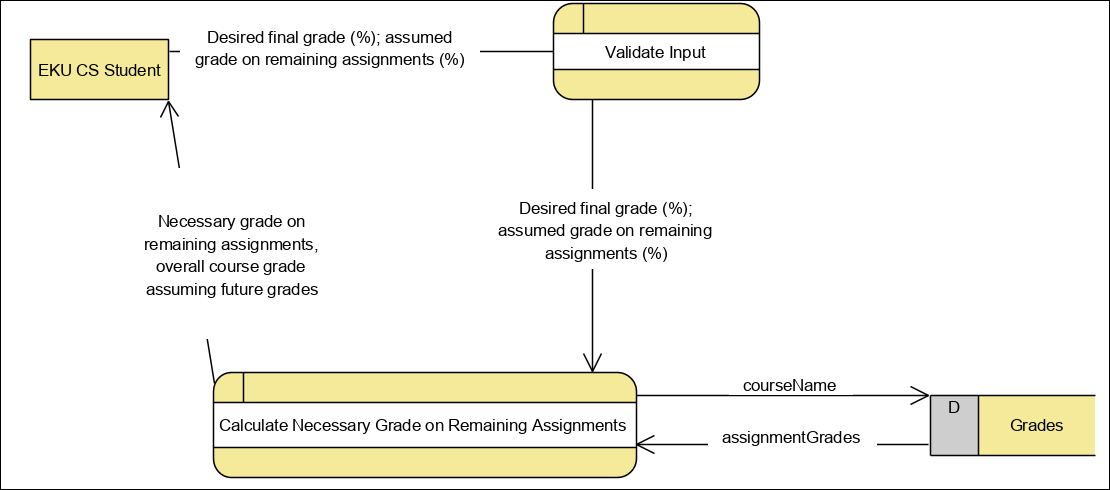 Desired final grade (%); assumed
grade on remaining assignments (%)
Validate Input
EKU CS Student
Necessary grade on
remaining assignments,
overall course grade
assuming future grades
Desired final grade (%);
assumed grade on remaining
assignments (%)
Calculate Necessary Grade on Remaining Assignments
courseName
assignmentGrades
D
Grades